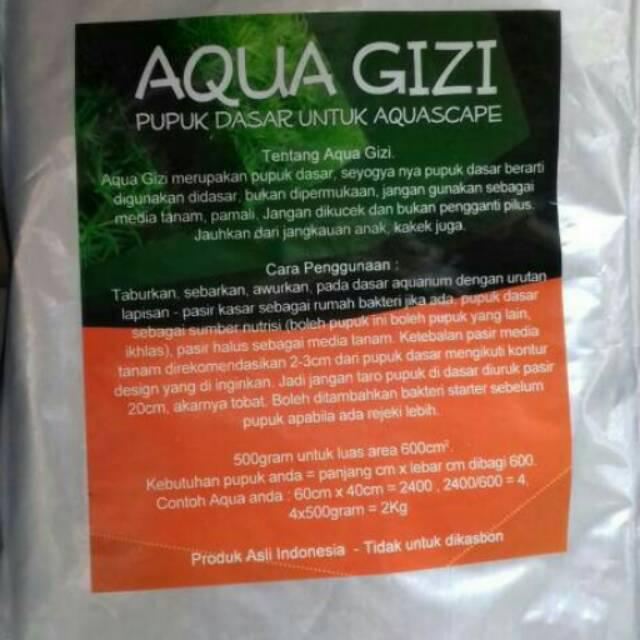 AQUA GIZI
PUPUK DASAR UNTUK AQUASCAPE
Tentang Aqua Gizi.
Aqua Gizi merupakan pupuk dasar, seyogya nya pupuk dasar berarti
digunakan didasar, bukan dipermukaan, jangan gunakan sebagai
media tanam, pamali. Jangan dikucek dan bukan pengganti pilus.
Jauhkan dari jangkauan anak, kakek juga.
Cara Penggunaan :
Taburkan, sebarkan, awurkan, pada dasar aquarium dengan urutan
lapisan - pasir kasar sebagai rumah bakteri jika ada, pupuk dasar
sebagai sumber nutrisi (boleh pupuk ini boleh pupuk yang lain,
ikhlas), pasir halus sebagai media tanam. Ketebalan pasir media
tanam direkomendasikan 2-3cm dari pupuk dasar mengikuti kontur
design yang di inginkan. Jadi jangan taro pupuk di dasar diuruk pasir
20cm, akarnya tobat. Boleh ditambahkan bakteri starter sebelum
pupuk apabila ada rejeki lebih.
500gram untuk luas area 600cm².
Kebutuhan pupuk anda = panjang cm x lebar cm dibagi 600.
Contoh Aqua anda : 60cm x 40cm = 2400 , 2400/600 = 4,
4x500gram = 2Kg
Produk Asli Indonesia - Tidak untuk dikasbon